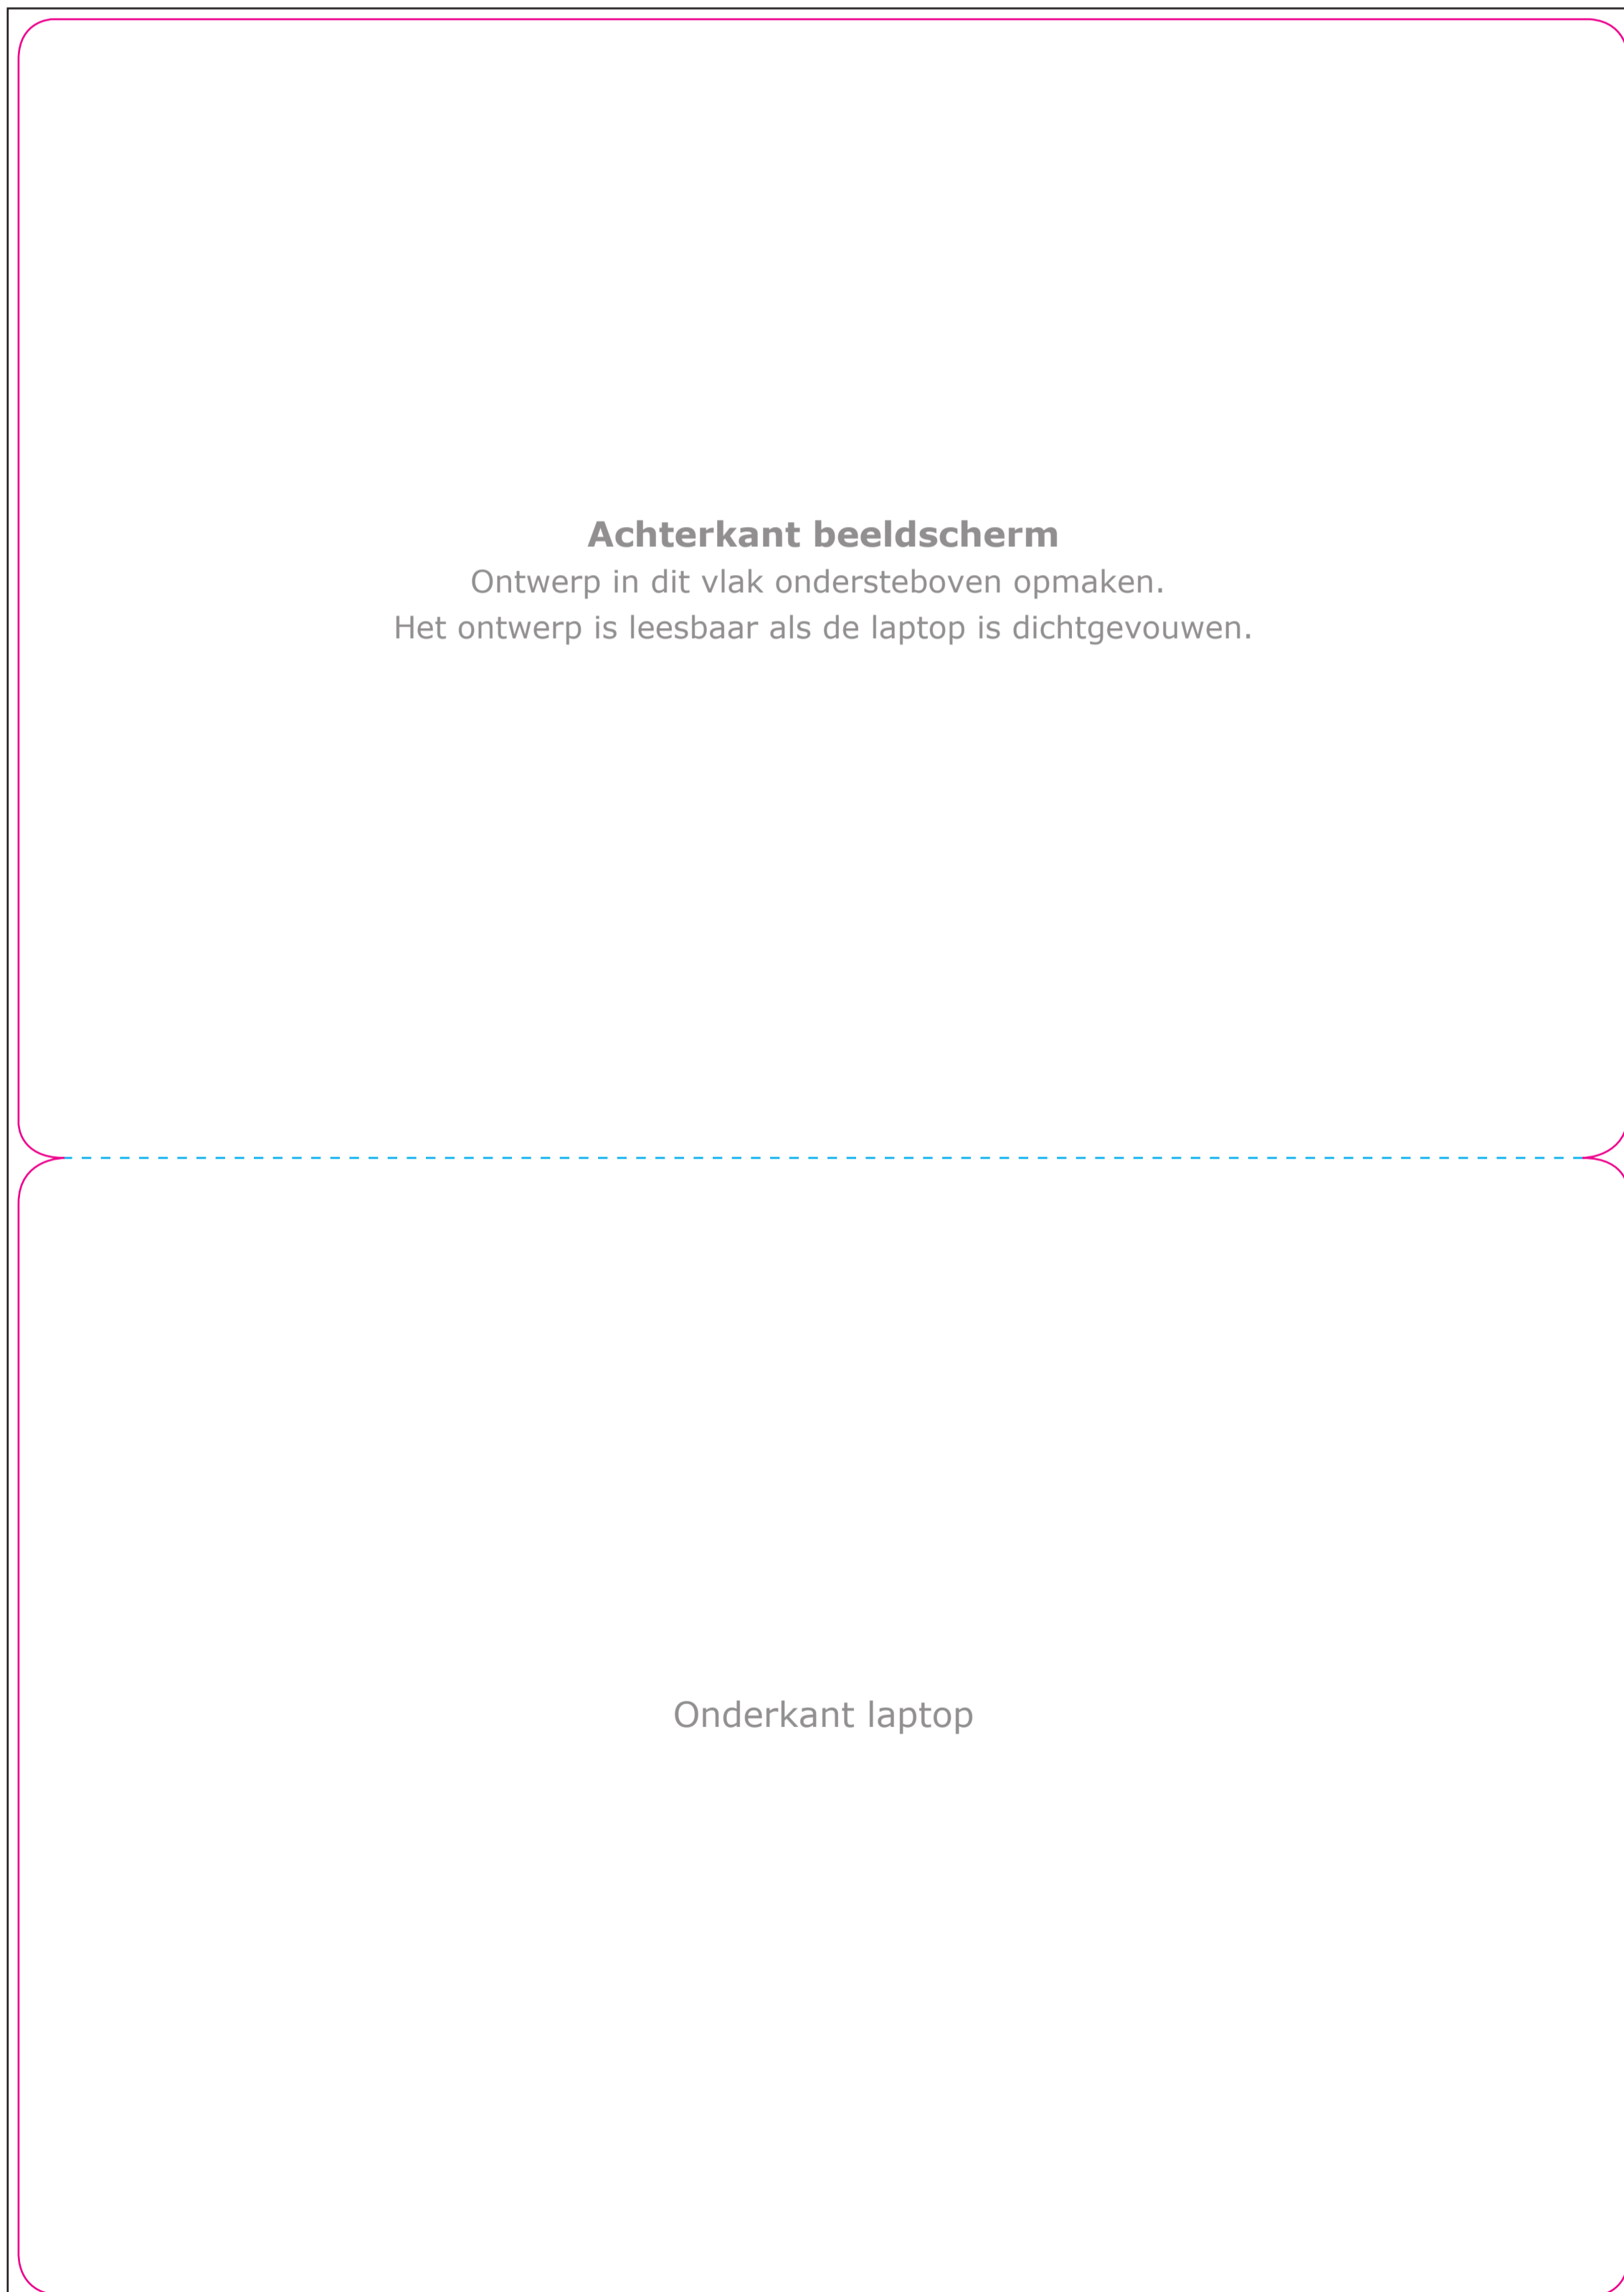 Achterkant beeldscherm
Ontwerp in dit vlak ondersteboven opmaken.
Het ontwerp is leesbaar als de laptop is dichtgevouwen.
Onderkant laptop